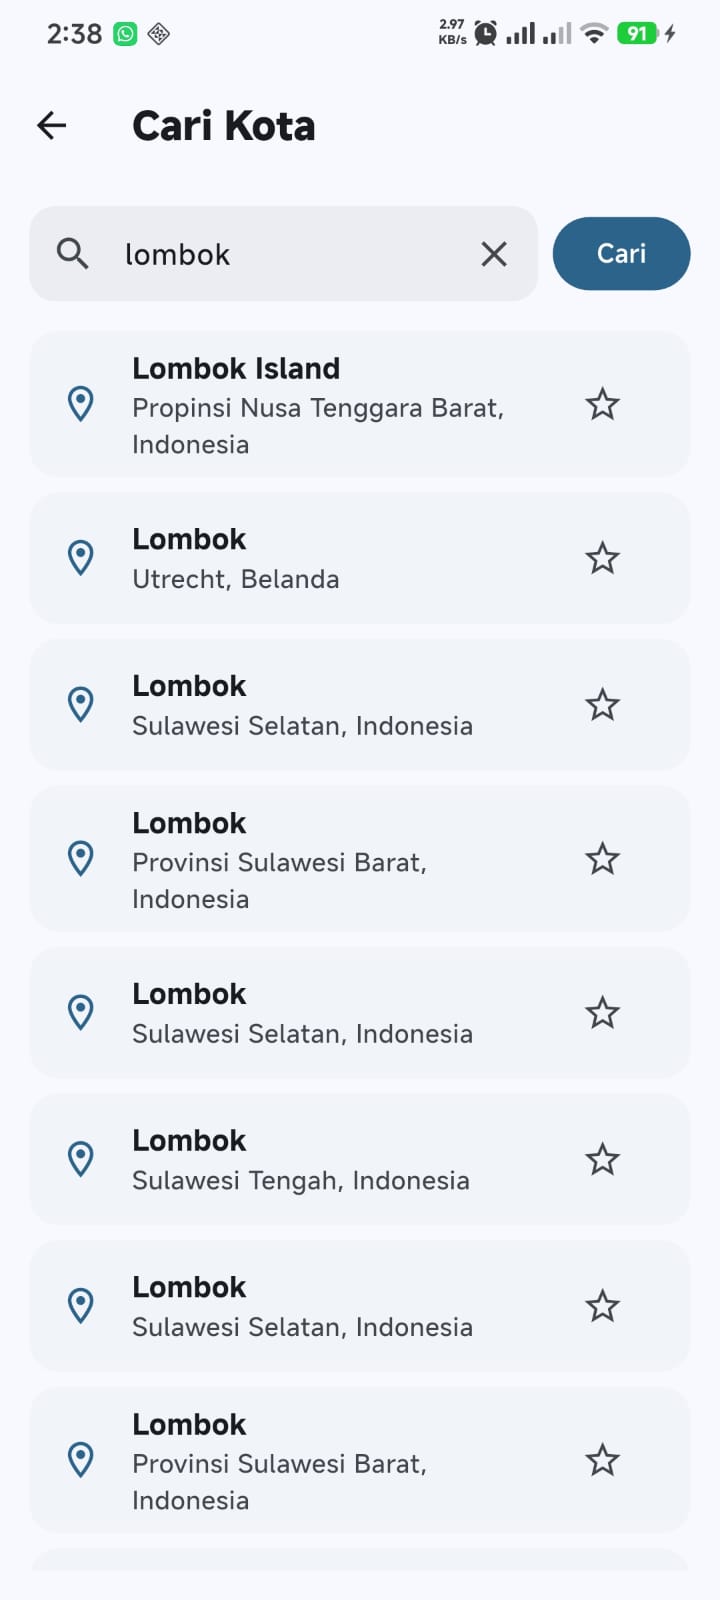 2:38
2.97
KB/s
91
Cari Kota
lombok
Cari
Lombok Island
Propinsi Nusa Tenggara Barat,
Indonesia
Lombok
Utrecht, Belanda
Lombok
Sulawesi Selatan, Indonesia
Lombok
Provinsi Sulawesi Barat,
Indonesia
Lombok
Sulawesi Selatan, Indonesia
Lombok
Sulawesi Tengah, Indonesia
Lombok
Sulawesi Selatan, Indonesia
Lombok
Provinsi Sulawesi Barat,
Indonesia